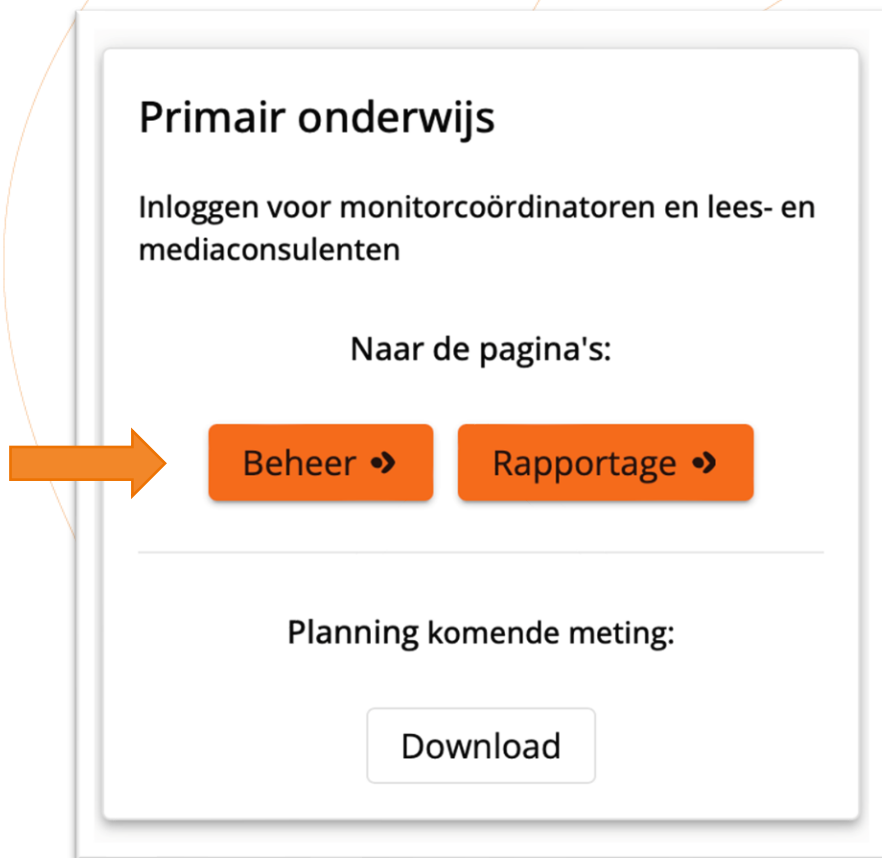 Primair onderwijs
Inloggen voor monitorcoördinatoren en lees- en
mediaconsulenten
Naar de pagina's:
Beheer
Rapportage
Planning komende meting:
Download